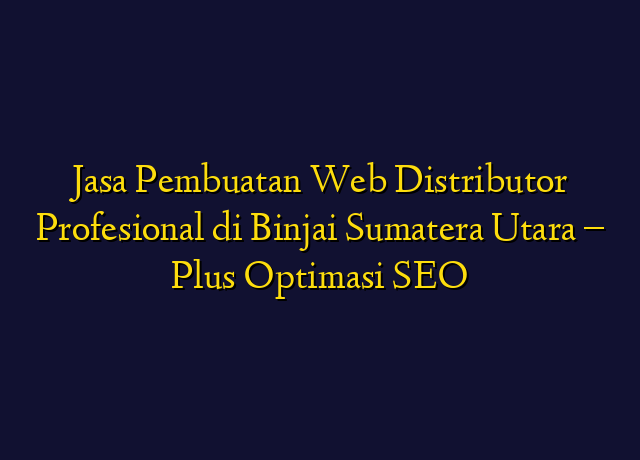 Jasa Pembuatan Web Distributor
Profesional di Binjai Sumatera Utara –
Plus Optimasi SEO